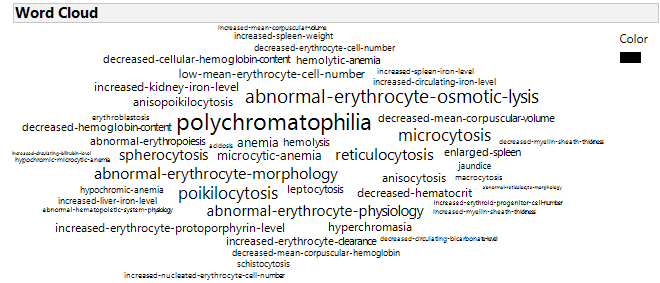 Word Cloud
increased-mean-corpuscular-volume
increased-spleen-weight
Color
decreased-erythrocyte-cell-number
decreased-cellular-hemoglobin-content hemolytic-anemia
low-mean-erythrocyte-cell-number increased-spleen-iron-level
increased-kidney-iron-level increased-circulating-iron-level
anisopoikilocytosis abnormal-erythrocyte-osmotic-lysis
erythroblastosis polychromatophilia decreased-mean-corpuscular-volume
decreased-hemoglobin-content microcytosis
abnormal-erythropoiesis acidosis anemia hemolysis decreased-myelin-sheath-thickness
increased-circulating-bilirubin-level spherocytosis microcytic-anemia reticulocytosis enlarged-spleen
hypochromic-microcytic-anemia jaundice
abnormal-erythrocyte-morphology anisocytosis macrocytosis
hypochromic-anemia poikilocytosis leptocytosis decreased-hematocrit abnormal-reticulocyte-morphology
increased-liver-iron-level increased-erythroid-progenitor-cell-number
abnormal-hematopoietic-system-physiology abnormal-erythrocyte-physiology increased-myelin-sheath-thickness
increased-erythrocyte-protoporphyrin-level hyperchromasia
increased-erythrocyte-clearance decreased-circulating-bicarbonate-level
decreased-mean-corpuscular-hemoglobin
schistocytosis
increased-nucleated-erythrocyte-cell-number